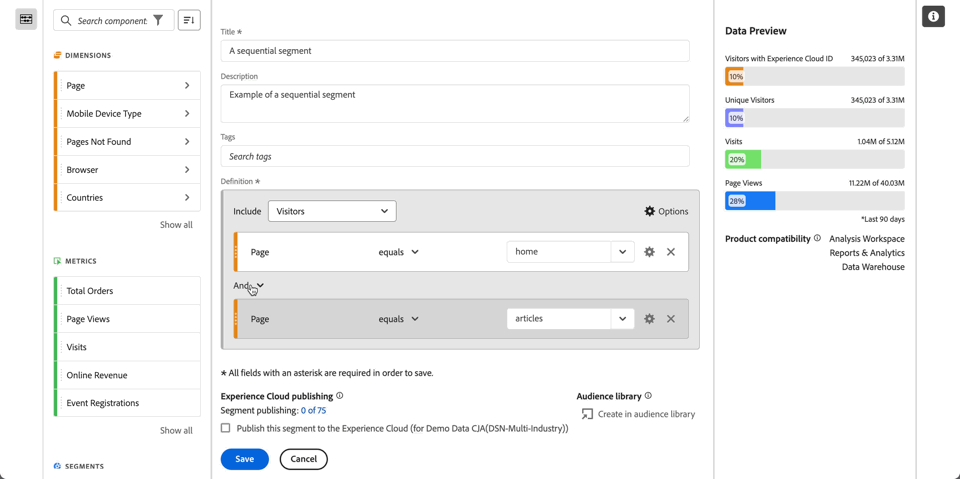 Search component
DIMENSIONS
Page
Mobile Device Type
Pages Not Found
Browser
Countries
Show all
METRICS
Total Orders
Page Views
Visits
Online Revenue
Event Registrations
Show all
SEGMENTS
Title *
A sequential segment
Description
Example of a sequential segment
Tags
Search tags
Definition *
Include Visitors Options
Page equals home
And
Page equals articles
* All fields with an asterisk are required in order to save.
Experience Cloud publishing
Segment publishing: 0 of 75
Publish this segment to the Experience Cloud (for Demo Data CJA(DSN-Multi-Industry))
Audience library
Create in audience library
Save Cancel
Data Preview
Visitors with Experience Cloud ID 345,023 of 3.31M
10%
Unique Visitors 345,023 of 3.31M
10%
Visits 1.04M of 5.12M
20%
Page Views 11.22M of 40.03M
28%
*Last 90 days
Product compatibility Analysis Workspace
Reports & Analytics
Data Warehouse